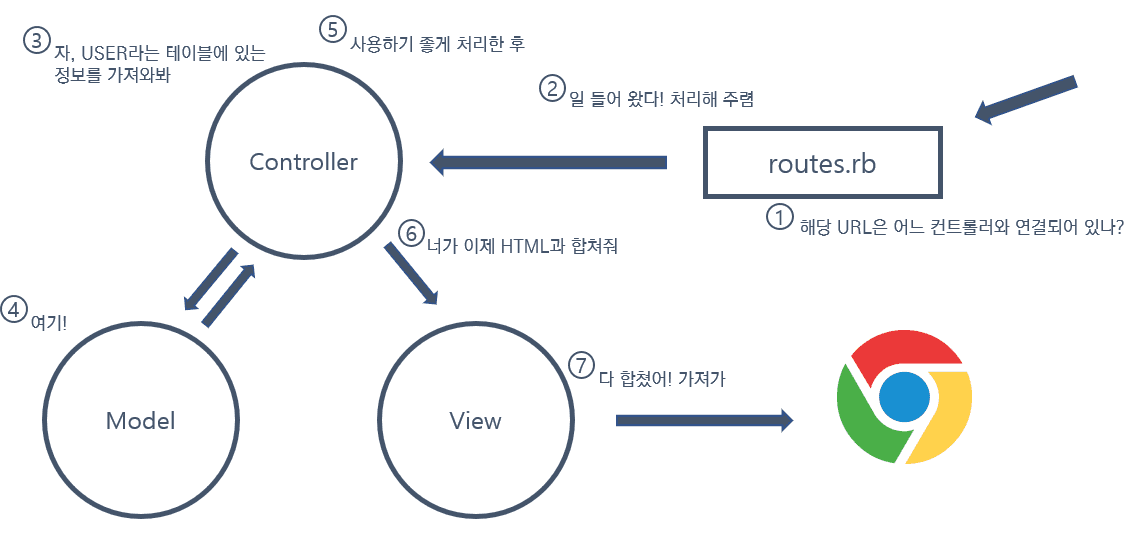 ⑤ 사용하기 좋게 처리한 후
③ 자, USER라는 테이블에 있는
정보를 가져와봐
② 일 들어 왔다! 처리해 주렴
Controller
routes.rb
① 해당 URL은 어느 컨트롤러와 연결되어 있나?
⑥ 너가 이제 HTML과 합쳐줘
④ 여기!
⑦ 다 합쳤어! 가져가
Model
View